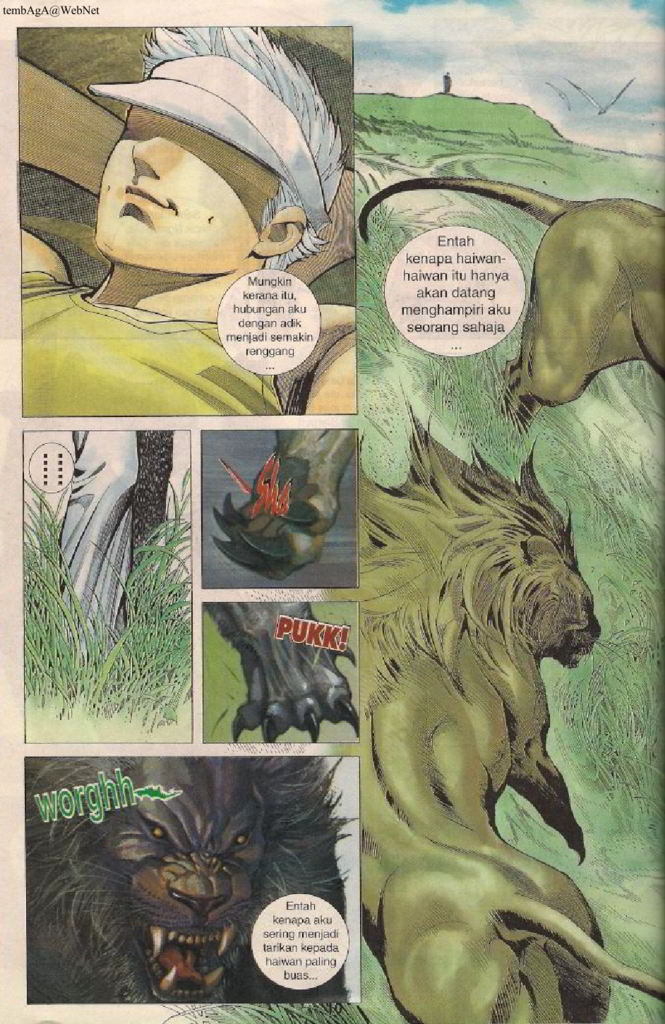 tembAgA@WebNet
Mungkin
kerana itu,
hubungan aku
dengan adik
menjadi semakin
renggang
...
Entah
kenapa haiwan-
haiwan itu hanya
akan datang
menghampiri aku
seorang sahaja
...
SHA
PUKK!
worghh
Entah
kenapa aku
sering menjadi
tarikan kepada
haiwan paling
buas...